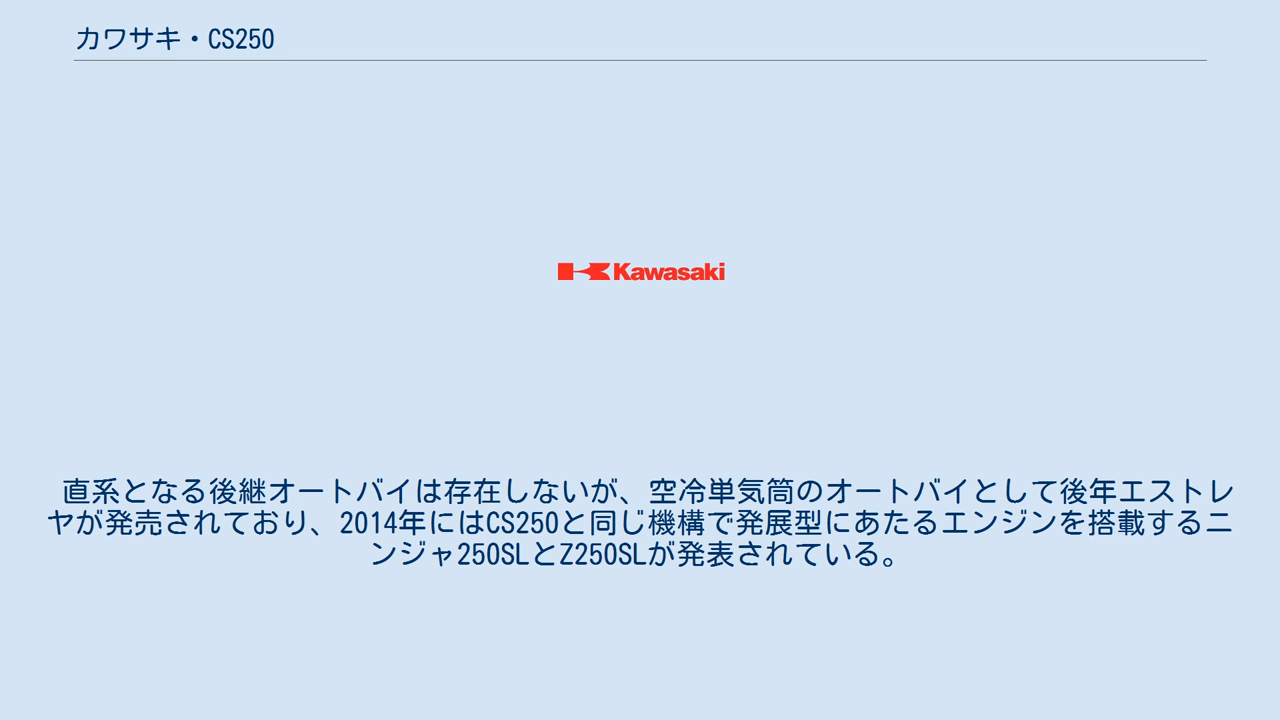 カワサキ・CS250
Kawasaki
直系となる後継オートバイは存在しないが、空冷単気筒のオートバイとして後年エストレ
ヤが発売されており、2014年にはCS250と同じ機構で発展型にあたるエンジンを搭載するニ
ンジャ250SLとZ250SLが発表されている。